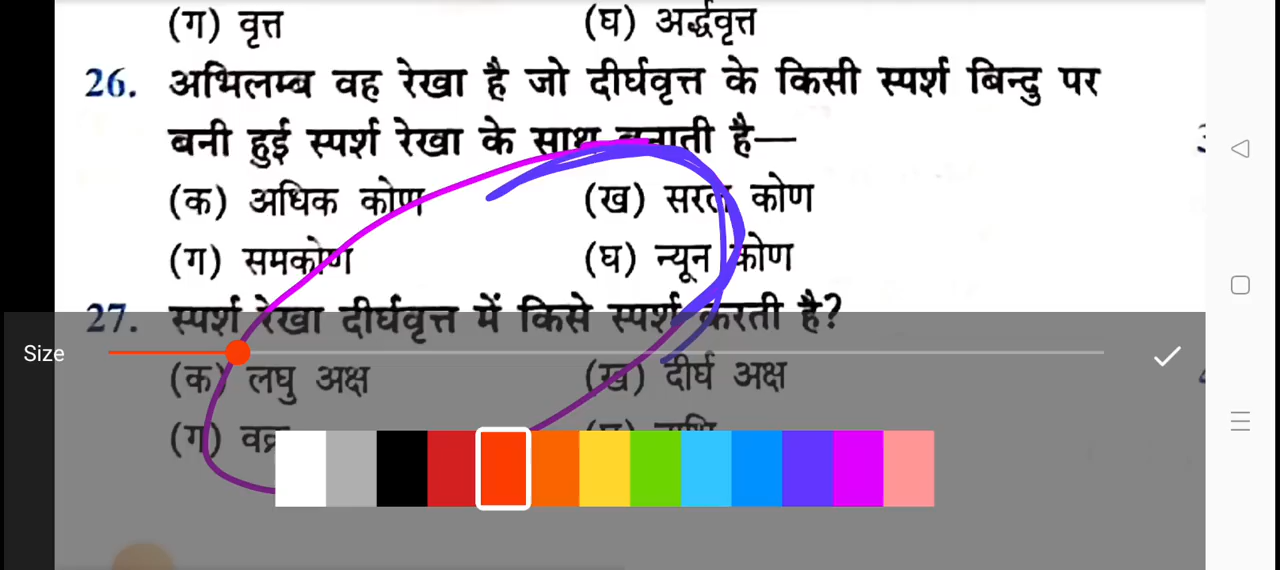 (ग) वृत्त (घ) अर्द्धवृत्त
26. अभिलम्ब वह रेखा है जो दीर्घवृत्त के किसी स्पर्श बिन्दु पर
बनी हुई स्पर्श रेखा के साथ बनाती है—
(क) अधिक कोण (ख) सरल कोण
(ग) समकोण (घ) न्यून कोण
27. स्पर्श रेखा दीर्घवृत्त में किसे स्पर्श करती है?
Size
(क) लघु अक्ष (ख) दीर्घ अक्ष
(ग)